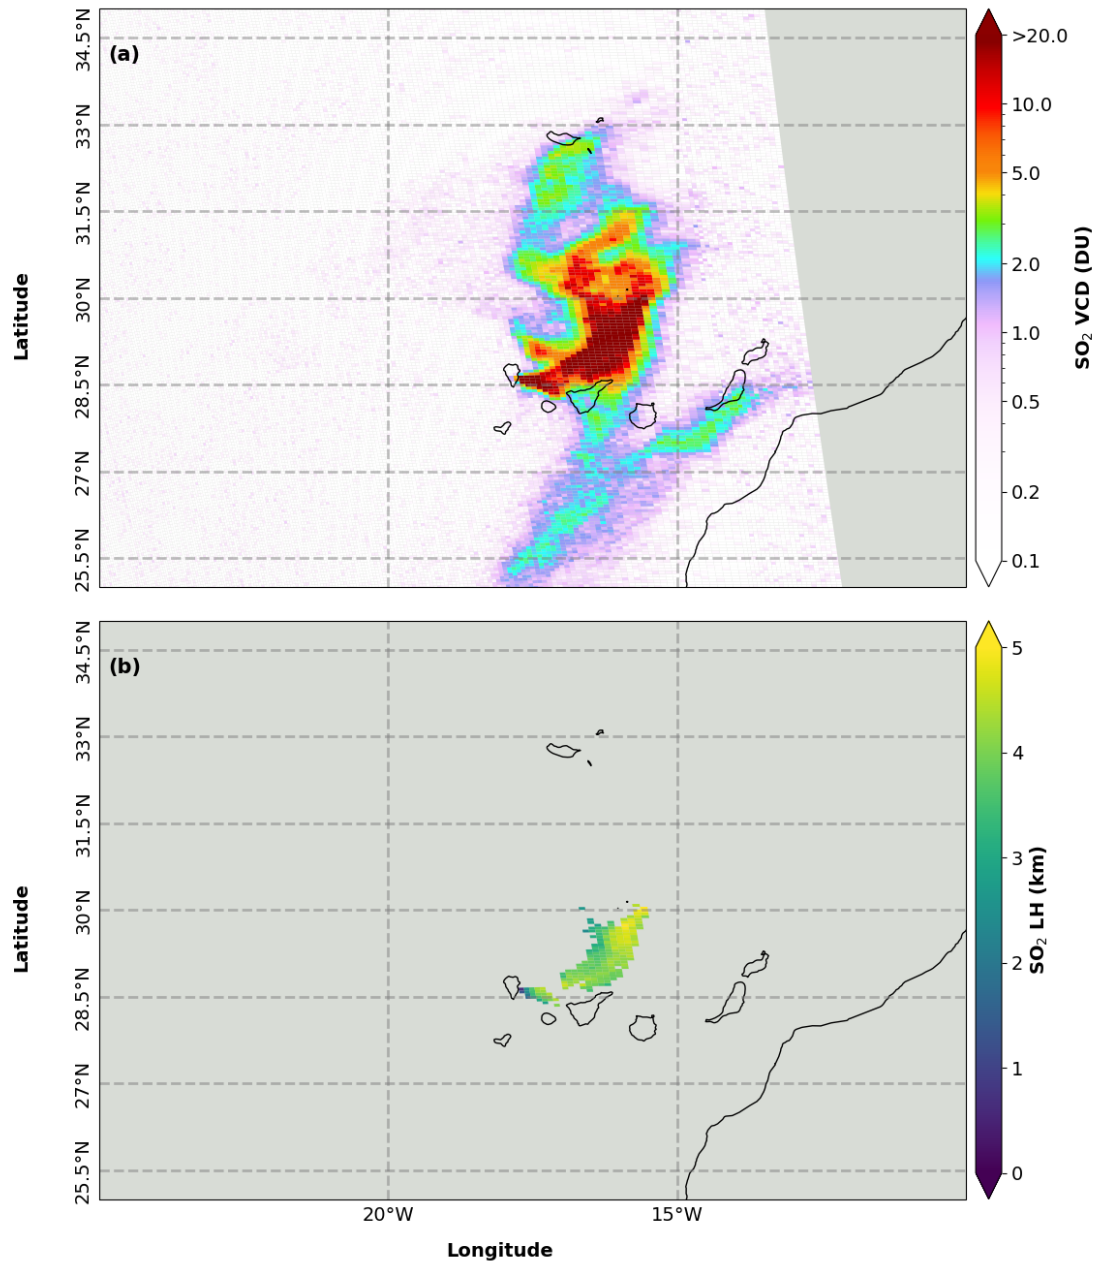 (a)
34.5°N
33°N
31.5°N
30°N
28.5°N
27°N
25.5°N
Latitude
>20.0
10.0
5.0
2.0
1.0
0.5
0.2
0.1
SO₂ VCD (DU)
(b)
34.5°N
33°N
31.5°N
30°N
28.5°N
27°N
25.5°N
Latitude
5
4
3
2
1
0
SO₂ LH (km)
20°W
15°W
Longitude